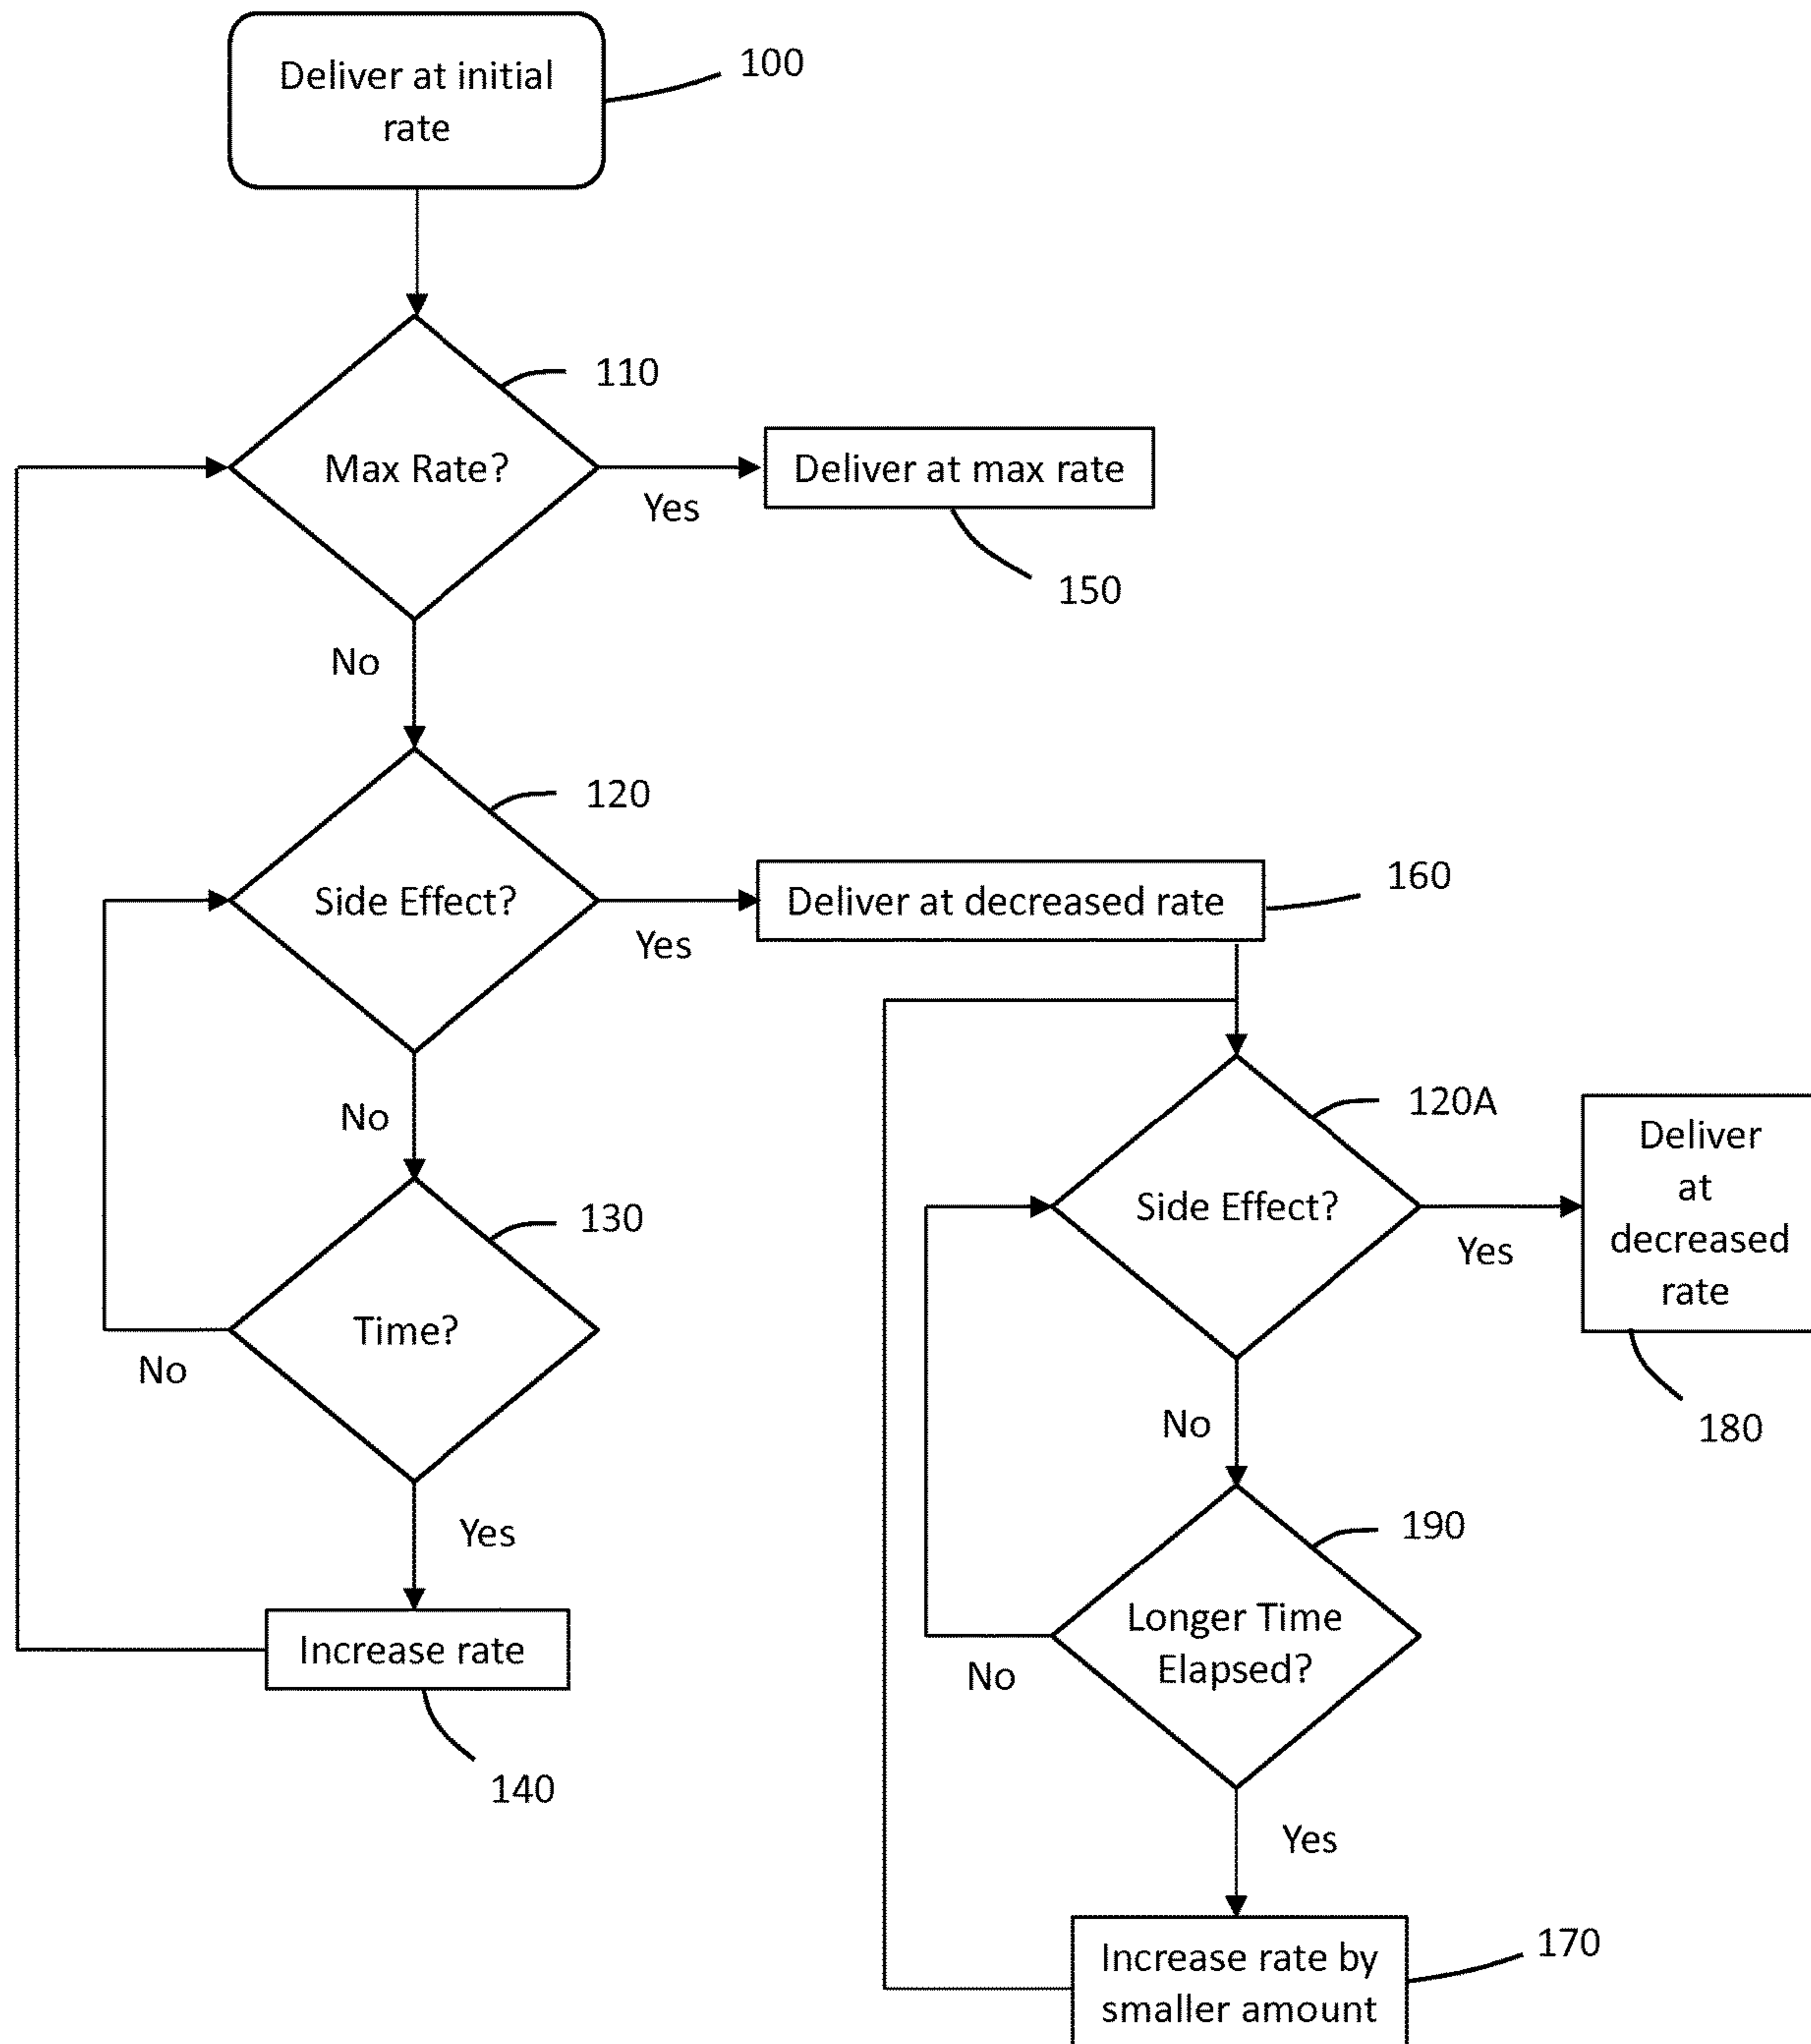 Deliver at initial
rate
100
110
Max Rate?
Yes
Deliver at max rate
150
No
120
Side Effect?
Yes
Deliver at decreased rate
160
No
120A
Side Effect?
Yes
Deliver
at
decreased
rate
180
130
Time?
No
Yes
No
190
Longer Time
Elapsed?
No
Increase rate
140
Yes
Increase rate by
smaller amount
170